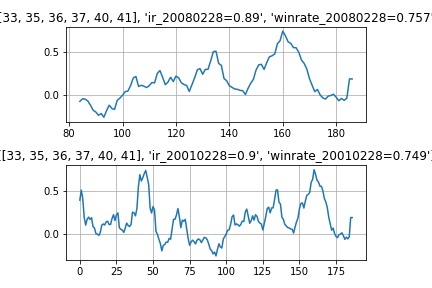 [33, 35, 36, 37, 40, 41], 'ir_20080228=0.89', 'winrate_20080228=0.757'
0.5
0.0
80 100 120 140 160 180
[[33, 35, 36, 37, 40, 41], 'ir_20010228=0.9', 'winrate_20010228=0.749']
0.5
0.0
0 25 50 75 100 125 150 175